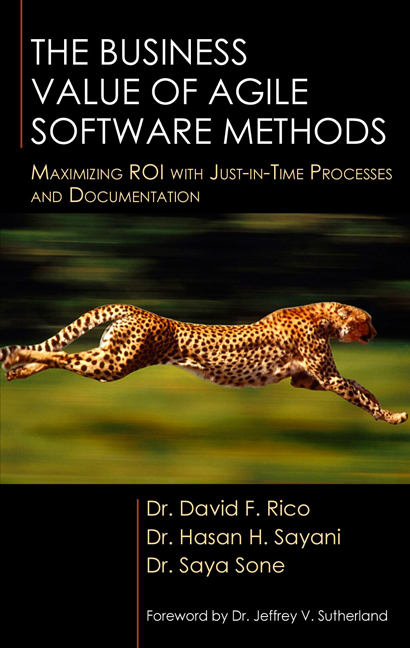 THE BUSINESS
VALUE OF AGILE
SOFTWARE METHODS
MAXIMIZING ROI WITH JUST-IN-TIME PROCESSES
AND DOCUMENTATION
Dr. David F. Rico
Dr. Hasan H. Sayani
Dr. Saya Sone
Foreword by Dr. Jeffrey V. Sutherland